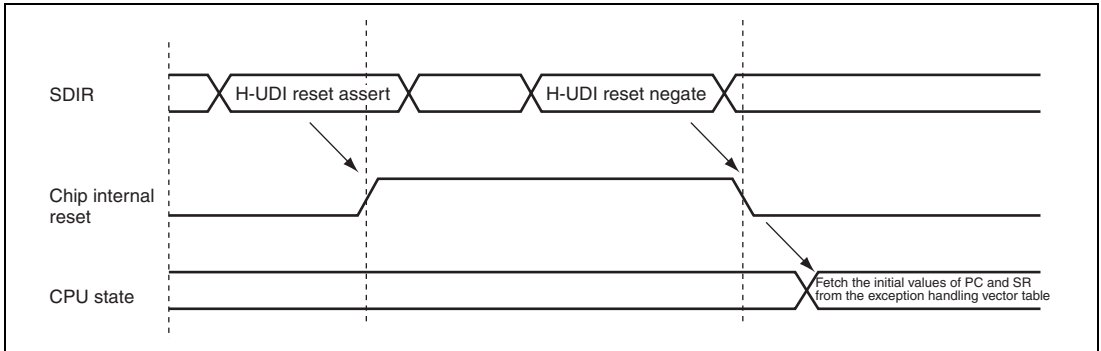 SDIR
H-UDI reset assert
H-UDI reset negate
Chip internal
reset
CPU state
Fetch the initial values of PC and SR
from the exception handling vector table